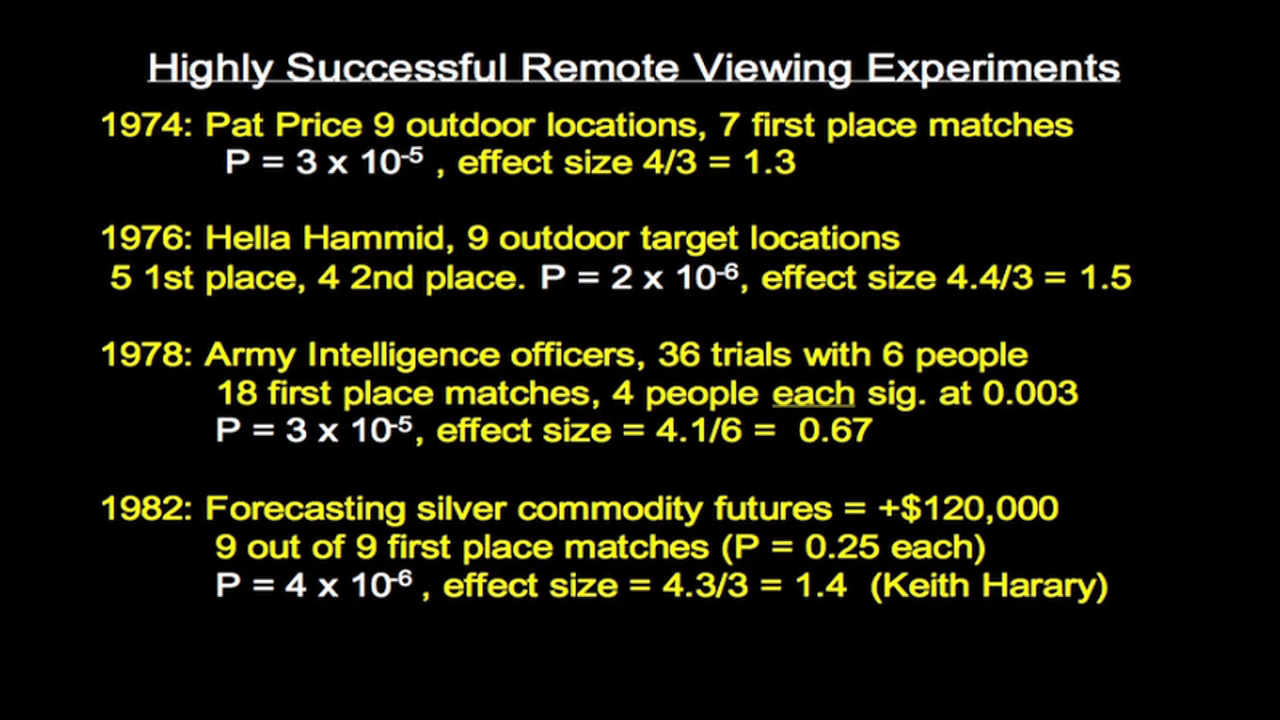 Highly Successful Remote Viewing Experiments
1974: Pat Price 9 outdoor locations, 7 first place matches
P = 3 x 10⁻⁵ , effect size 4/3 = 1.3
1976: Hella Hammid, 9 outdoor target locations
5 1st place, 4 2nd place. P = 2 x 10⁻⁶, effect size 4.4/3 = 1.5
1978: Army Intelligence officers, 36 trials with 6 people
18 first place matches, 4 people each sig. at 0.003
P = 3 x 10⁻⁵, effect size = 4.1/6 = 0.67
1982: Forecasting silver commodity futures = +$120,000
9 out of 9 first place matches (P = 0.25 each)
P = 4 x 10⁻⁶ , effect size = 4.3/3 = 1.4 (Keith Harary)